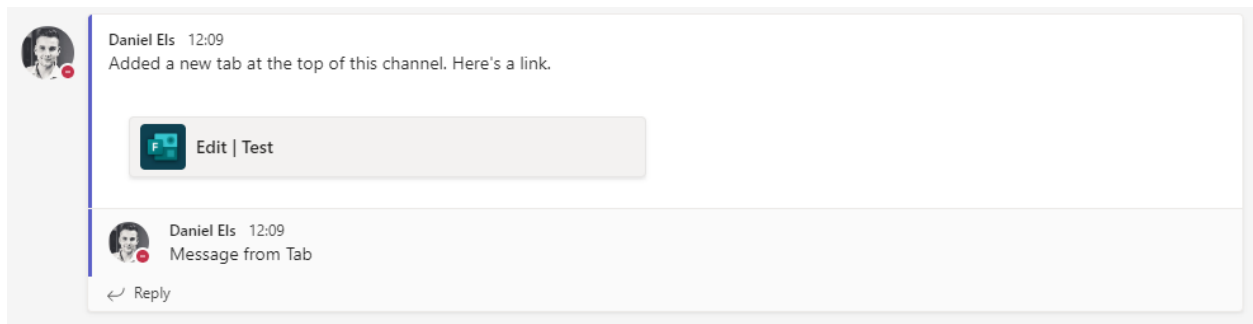 Daniel Els 12:09
Added a new tab at the top of this channel. Here's a link.
F
Edit | Test
Daniel Els 12:09
Message from Tab
Reply